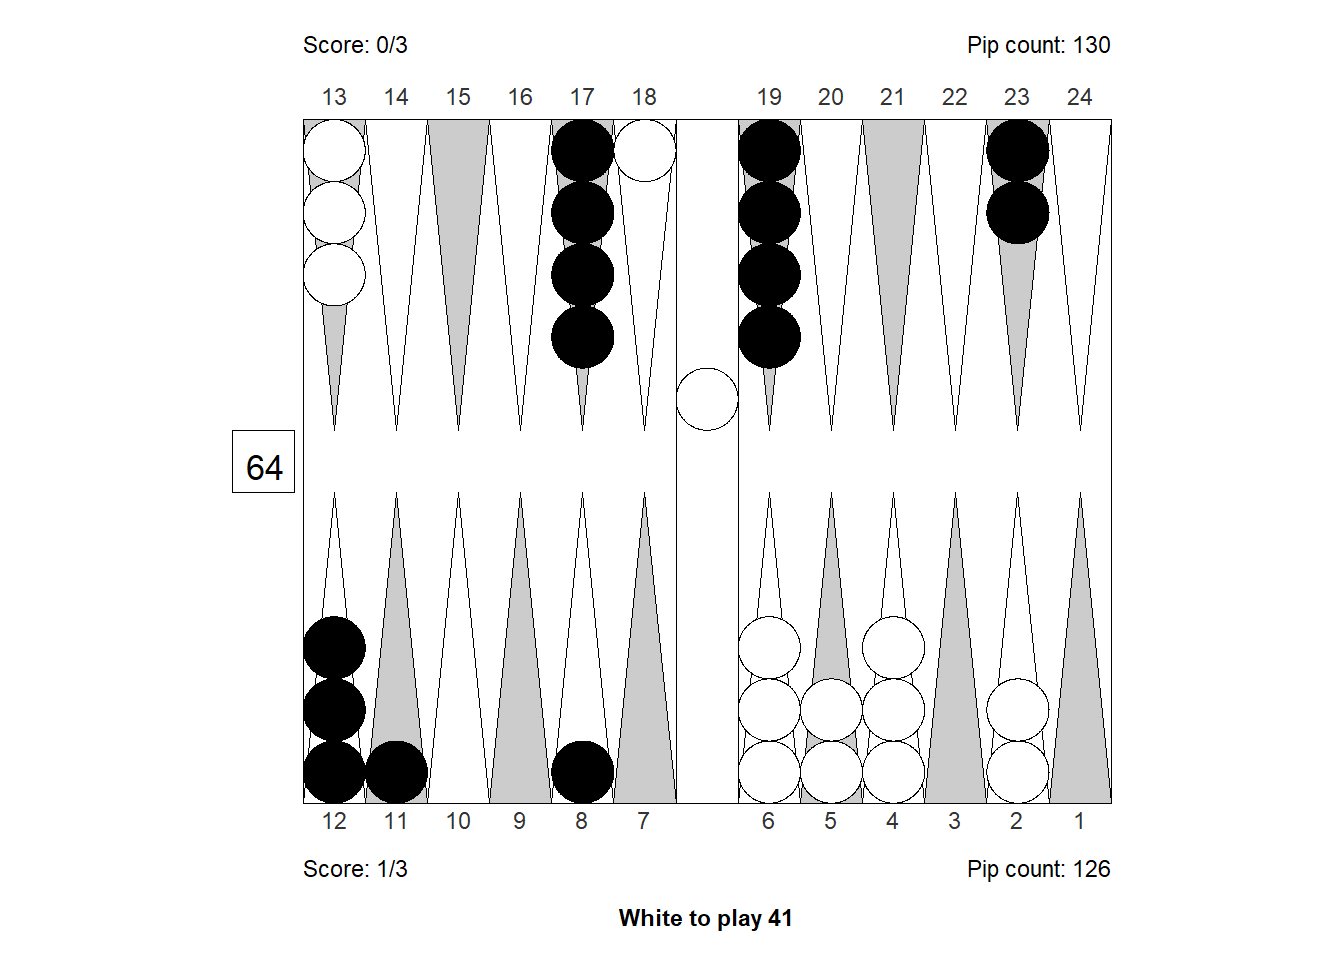 Score: 0/3 Pip count: 130
13 14 15 16 17 18 19 20 21 22 23 24
64
12 11 10 9 8 7 6 5 4 3 2 1
Score: 1/3 Pip count: 126
White to play 41